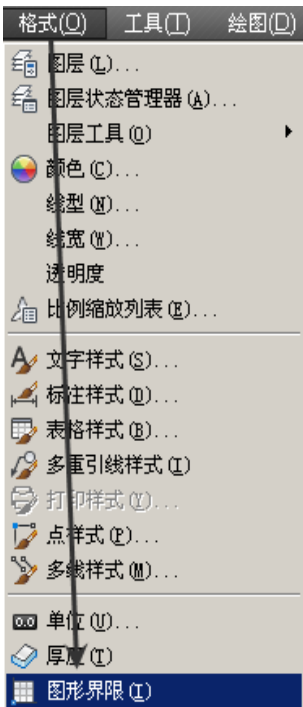 格式(O) 工具(T) 绘图(D)
图层(L)...
图层状态管理器(A)...
图层工具(O)
颜色(C)...
线型(N)...
线宽(W)...
透明度
比例缩放列表(E)...
文字样式(S)...
标注样式(D)...
表格样式(B)...
多重引线样式(I)
打印样式(Y)...
点样式(P)...
多线样式(M)...
0.0 单位(U)...
厚度(T)
图形界限(I)